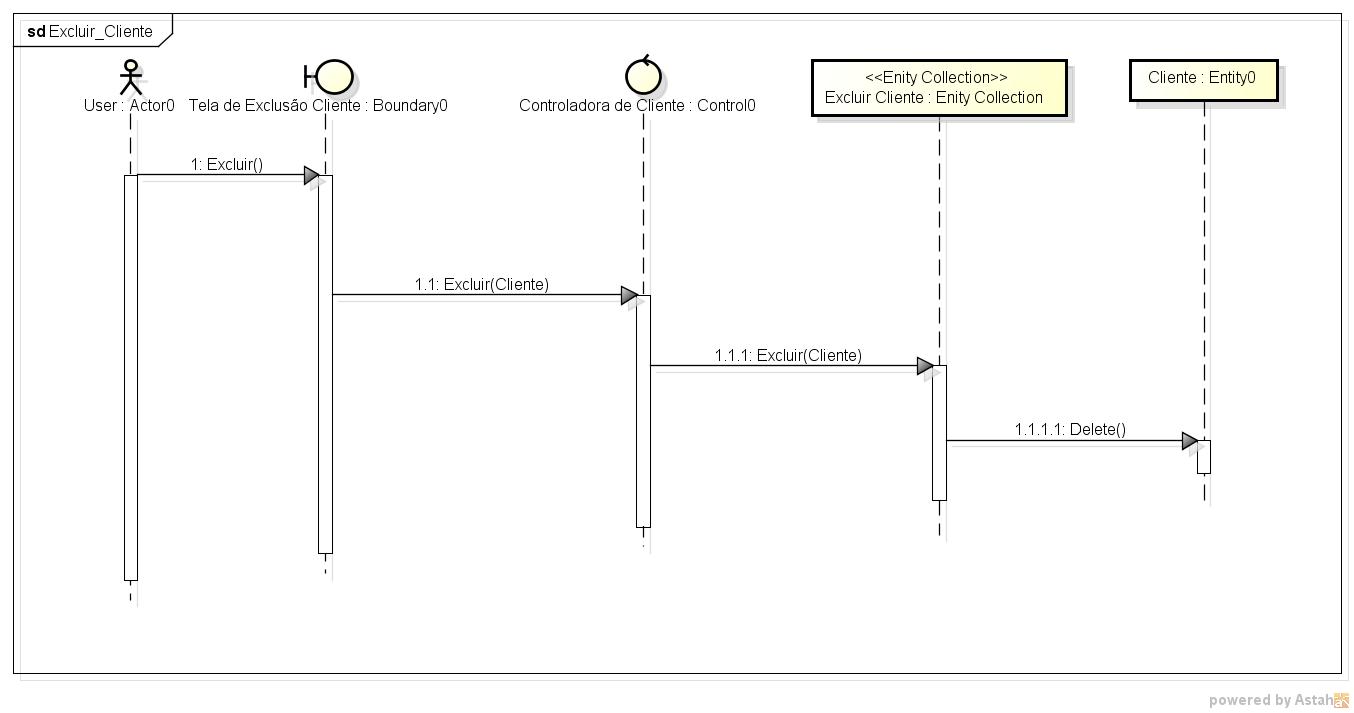 sd Excluir_Cliente
User : Actor0
Tela de Exclusão Cliente : Boundary0
Controladora de Cliente : Control0
<<Enity Collection>>
Excluir Cliente : Enity Collection
Cliente : Entity0
1: Excluir()
1.1: Excluir(Cliente)
1.1.1: Excluir(Cliente)
1.1.1.1: Delete()
powered by Astah